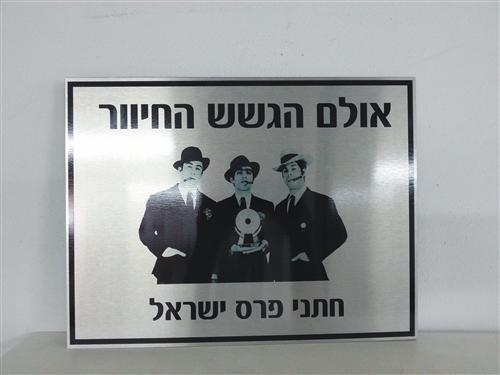 אולם הגשש החיוור
חתני פרס ישראל